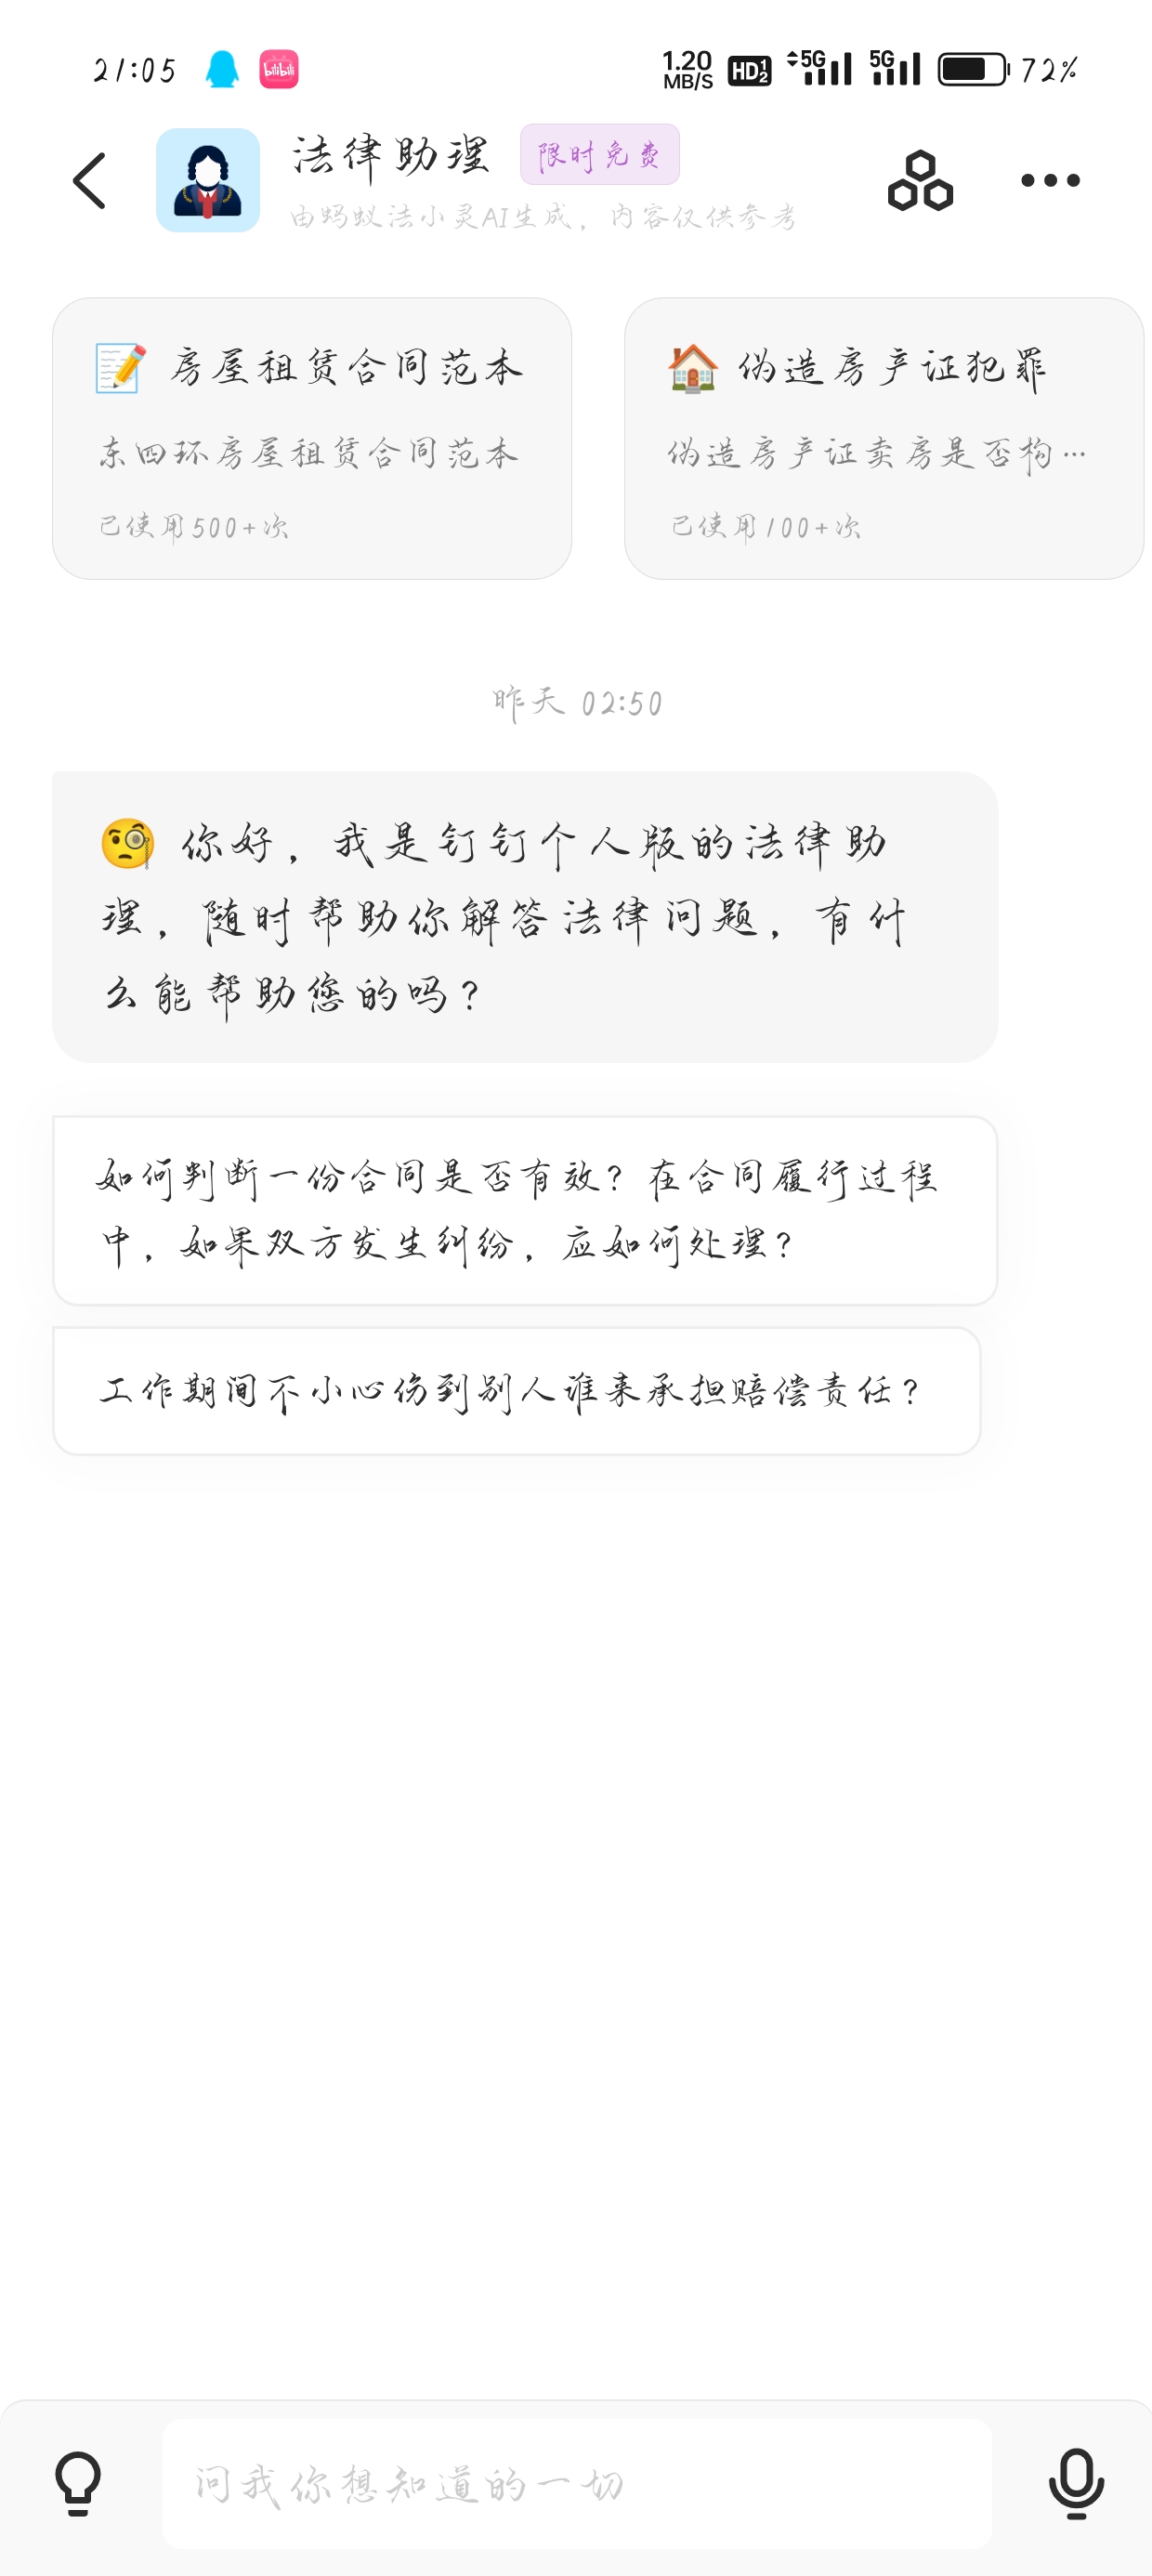 21:05 bilibili 1.20 MB/S HD 1 2 5G 5G 72%
法律助理 限时免费
由蚂蚁法小灵AI生成，内容仅供参考
房屋租赁合同范本
东四环房屋租赁合同范本
已使用500+次
伪造房产证犯罪
伪造房产证卖房是否构…
已使用100+次
昨天 02:50
你好，我是钉钉个人版的法律助
理，随时帮助你解答法律问题，有什
么能帮助您的吗？
如何判断一份合同是否有效？在合同履行过程
中，如果双方发生纠纷，应如何处理？
工作期间不小心伤到别人谁来承担赔偿责任？
问我你想知道的一切